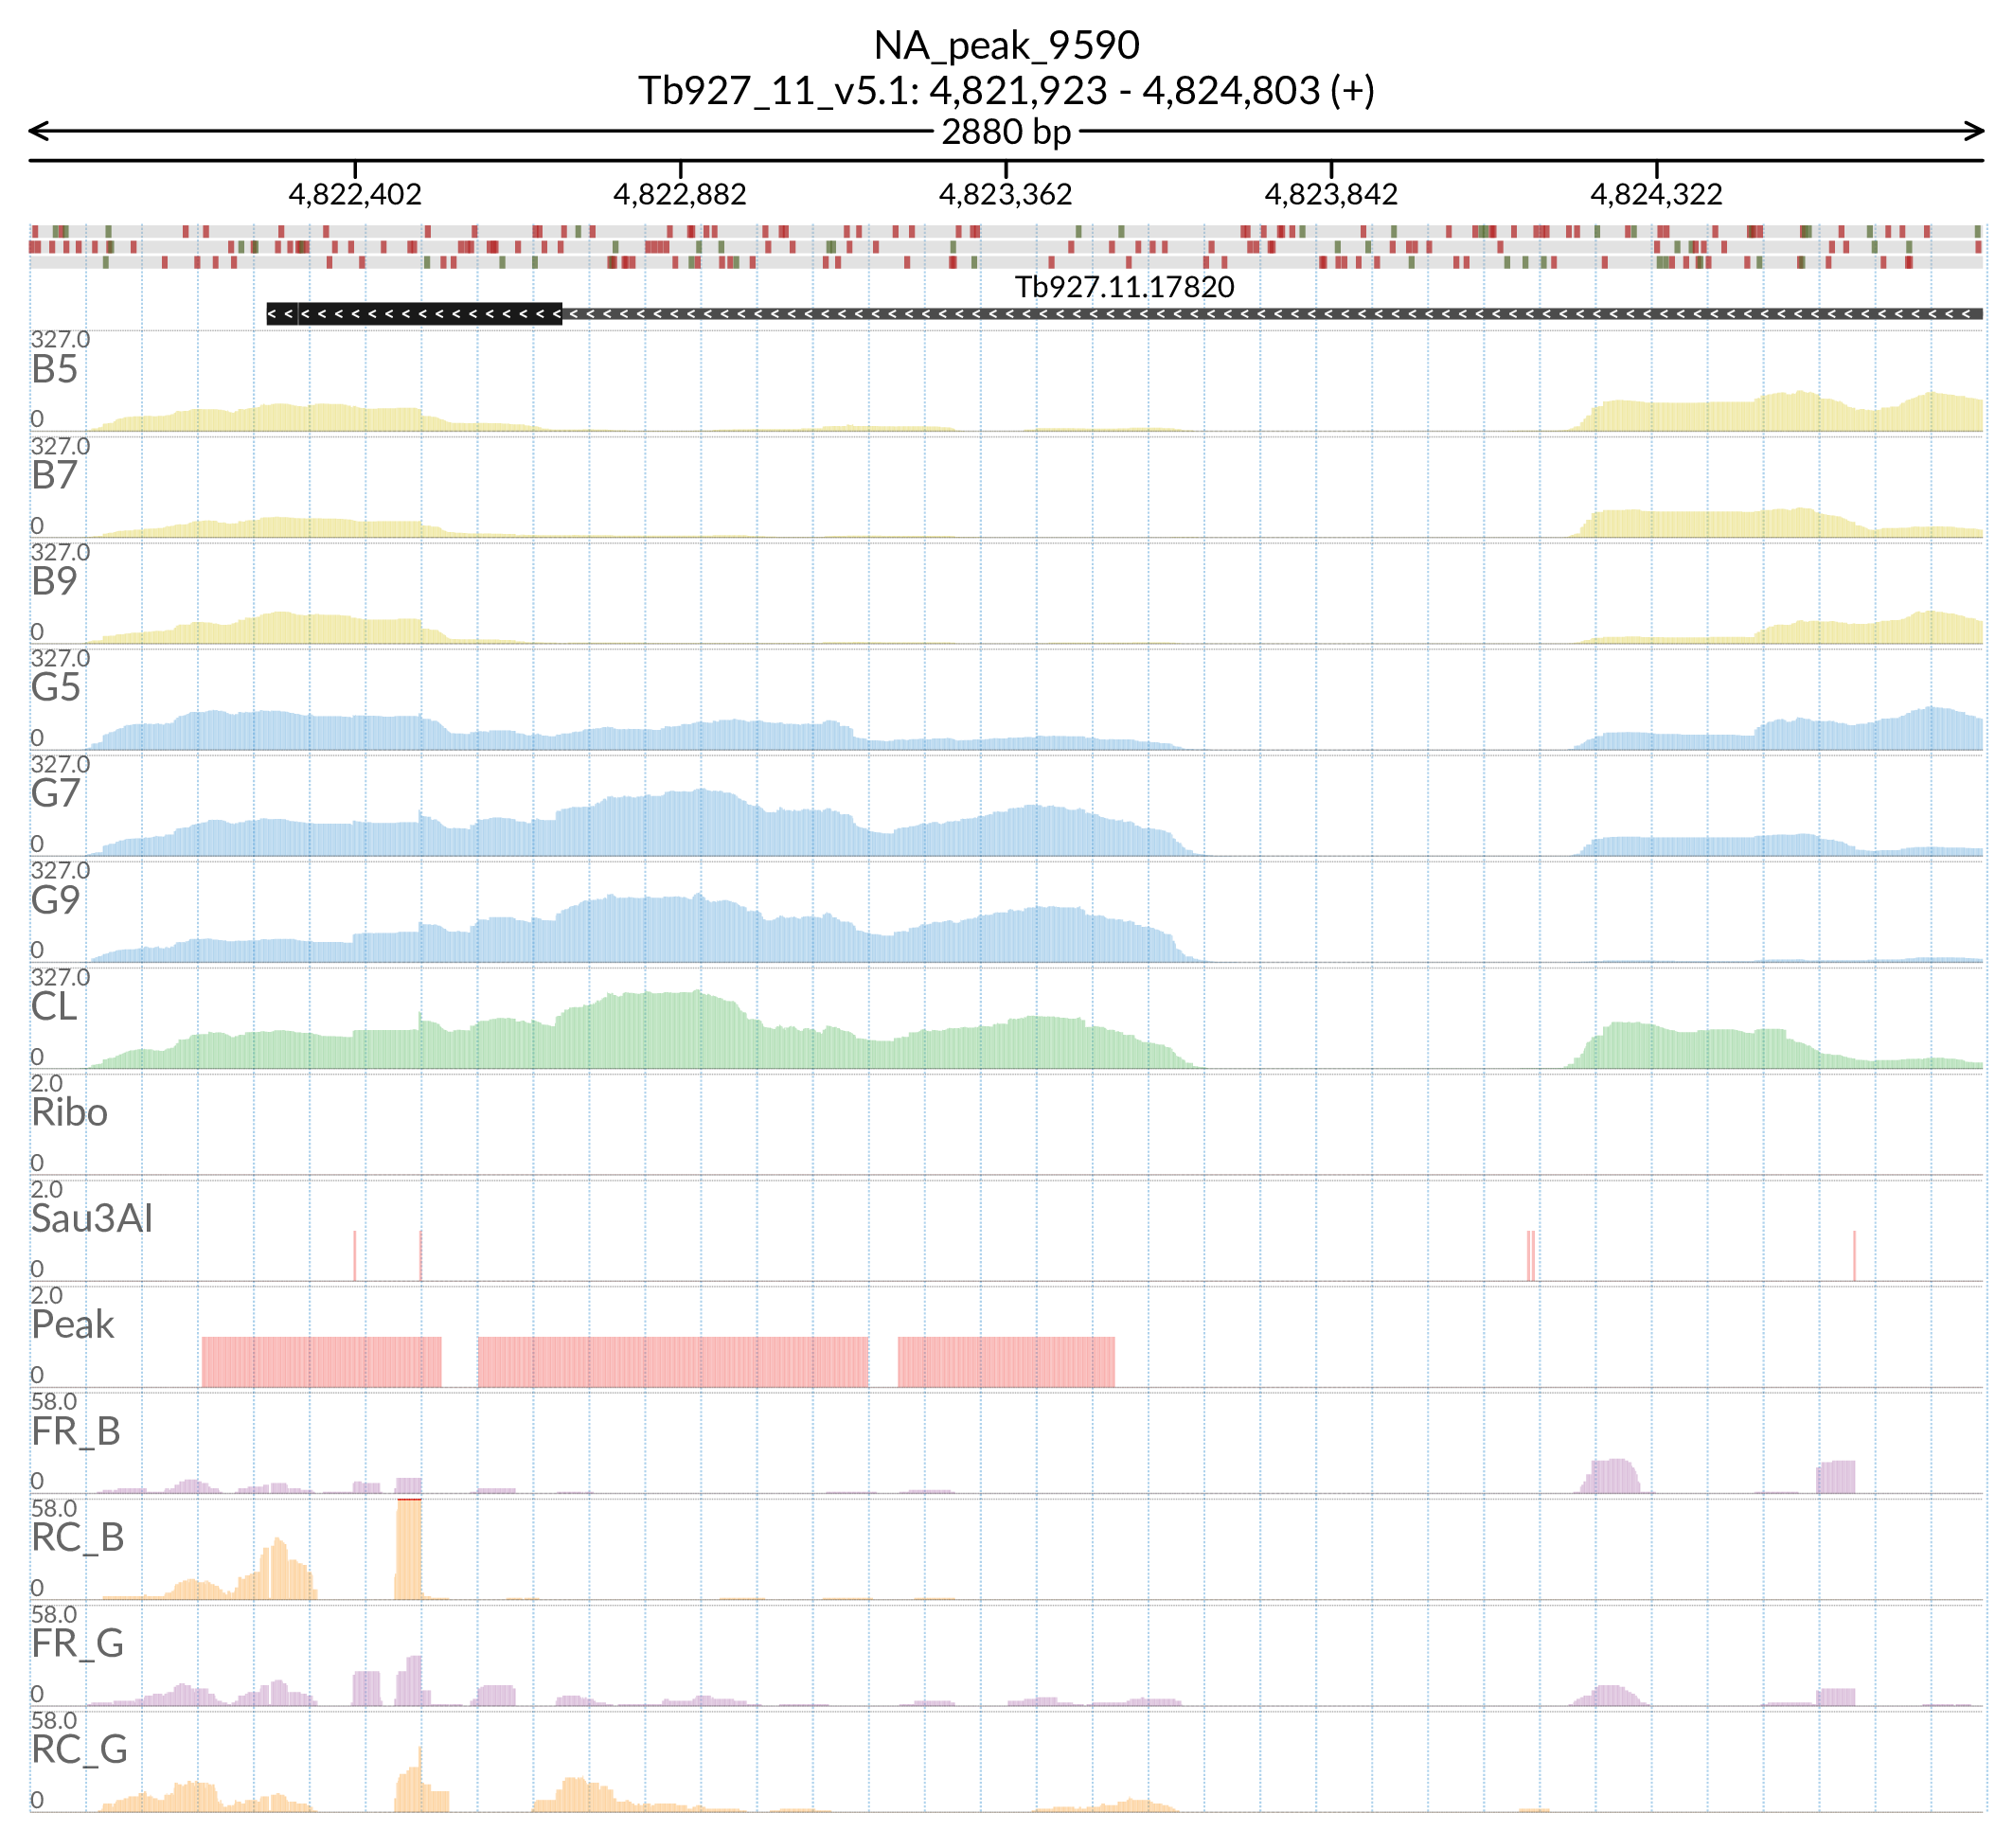 NA_peak_9590
Tb927_11_v5.1: 4,821,923 - 4,824,803 (+)
2880 bp
4,822,402 4,822,882 4,823,362 4,823,842 4,824,322
Tb927.11.17820
327.0
B5
0
327.0
B7
0
327.0
B9
0
327.0
G5
0
327.0
G7
0
327.0
G9
0
327.0
CL
0
2.0
Ribo
0
2.0
Sau3AI
0
2.0
Peak
0
58.0
FR_B
0
58.0
RC_B
0
58.0
FR_G
0
58.0
RC_G
0